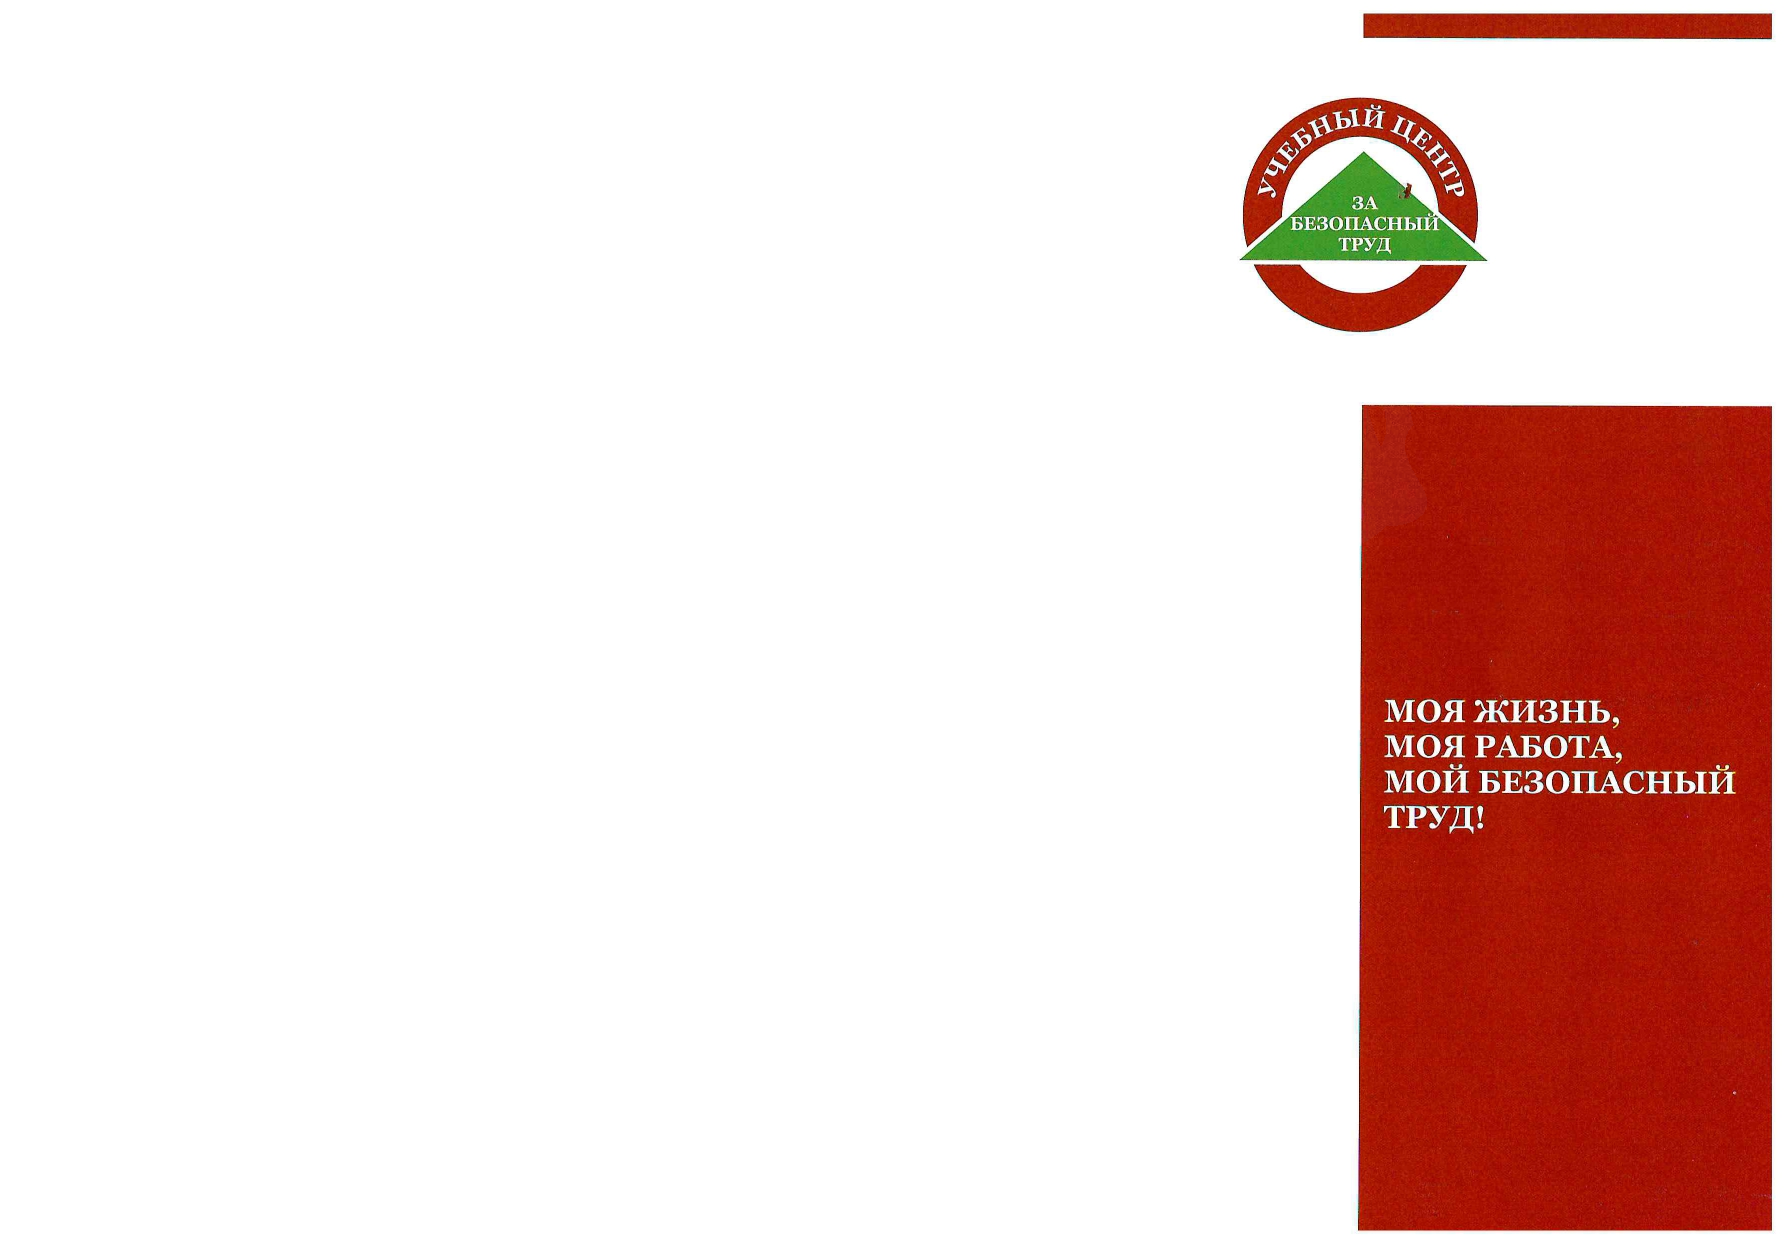 УЧЕБНЫЙ ЦЕНТР
ЗА
БЕЗОПАСНЫЙ
ТРУД
МОЯ ЖИЗНЬ,
МОЯ РАБОТА,
МОЙ БЕЗОПАСНЫЙ
ТРУД!